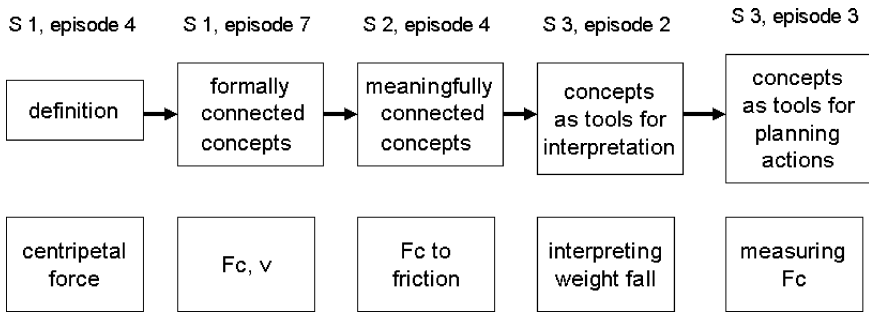 S 1, episode 4
S 1, episode 7
S 2, episode 4
S 3, episode 2
S 3, episode 3
definition
formally
connected
concepts
meaningfully
connected
concepts
concepts
as tools for
interpretation
concepts
as tools for
planning
actions
centripetal
force
Fc, v
Fc to
friction
interpreting
weight fall
measuring
Fc